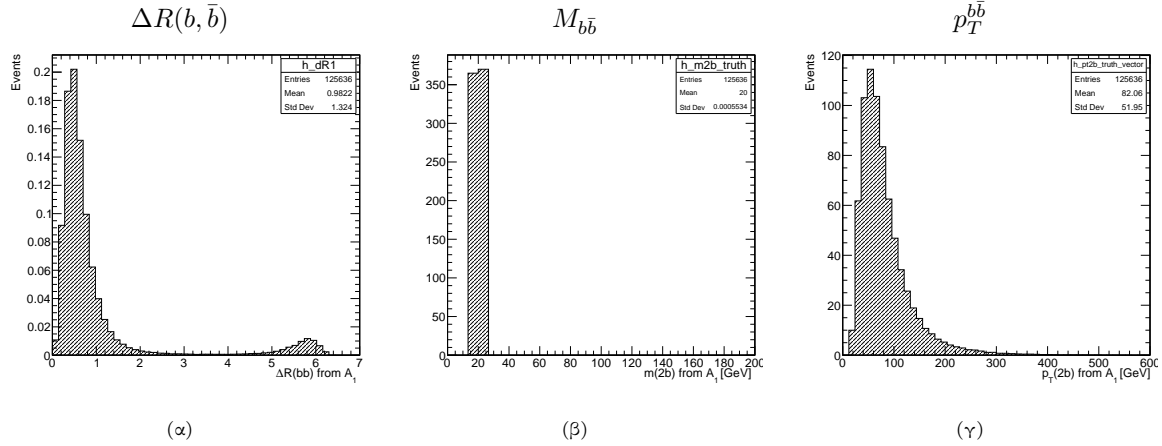 ΔR(b, b̄)
M_{bb̄}
p_T^{bb̄}
Events
h_dR1
Entries 125636
Mean 0.9822
Std Dev 1.324
0.2
0.18
0.16
0.14
0.12
0.1
0.08
0.06
0.04
0.02
0
0 1 2 3 4 5 6 7
ΔR(bb) from A_1
Events
h_m2b_truth
Entries 125636
Mean 20
Std Dev 0.0005534
350
300
250
200
150
100
50
0
0 20 40 60 80 100 120 140 160 180 200
m(2b) from A_1 [GeV]
Events
h_pt2b_truth_vector
Entries 125636
Mean 82.06
Std Dev 51.95
120
100
80
60
40
20
0
0 100 200 300 400 500 600
p_T(2b) from A_1 [GeV]
(α)
(β)
(γ)